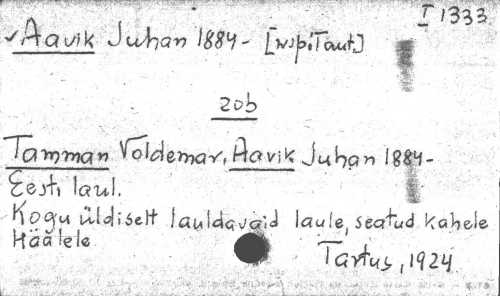 I 1333
✓Aavik Juhan 1884- [
20b
Tamman Voldemar, Aavik Juhan 1884-
Eesti laul.
Kogu üldiselt lauldavaid laule, seatud kahele
häälele
Tartus, 1924